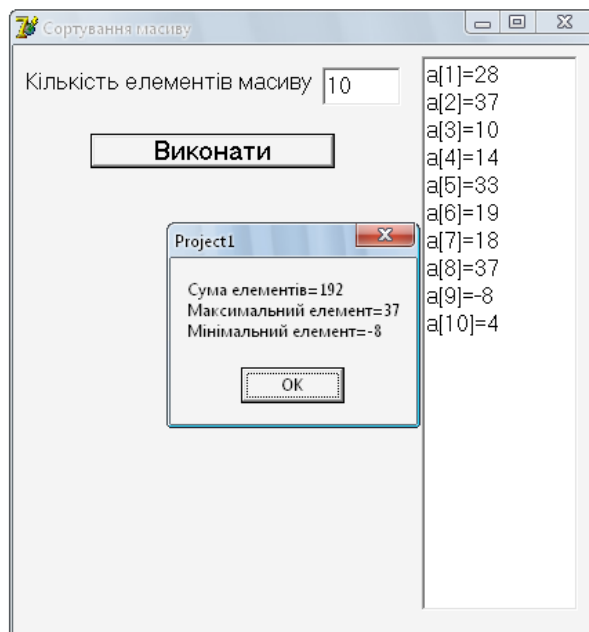 Сортування масиву
Кількість елементів масиву 10
Виконати
a[1]=28
a[2]=37
a[3]=10
a[4]=14
a[5]=33
a[6]=19
a[7]=18
a[8]=37
a[9]=-8
a[10]=4
Project1
Сума елементів=192
Максимальний елемент=37
Мінімальний елемент=-8
OK